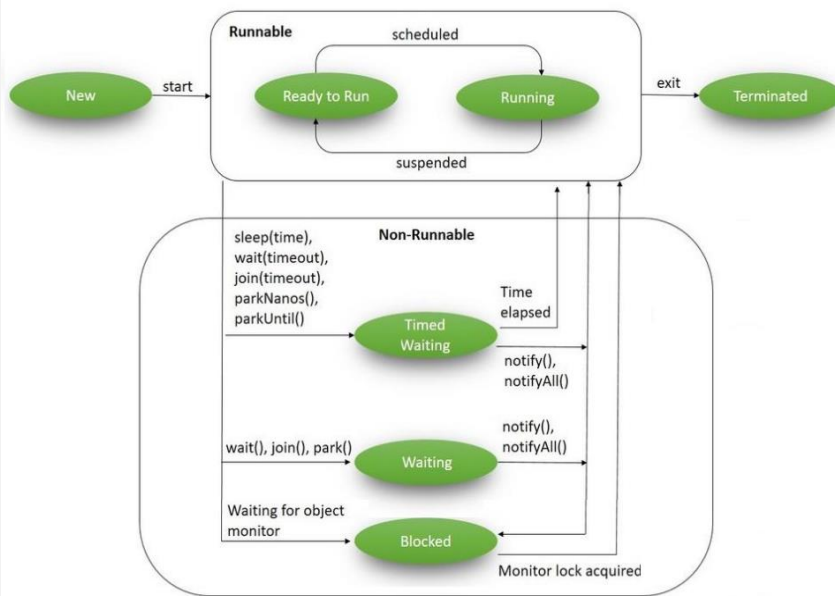 Runnable
scheduled
New
start
Ready to Run
Running
exit
Terminated
suspended
Non-Runnable
sleep(time),
wait(timeout),
join(timeout),
parkNanos(),
parkUntil()
Time
elapsed
Timed
Waiting
notify(),
notifyAll()
notify(),
notifyAll()
wait(), join(), park()
Waiting
Waiting for object
monitor
Blocked
Monitor lock acquired